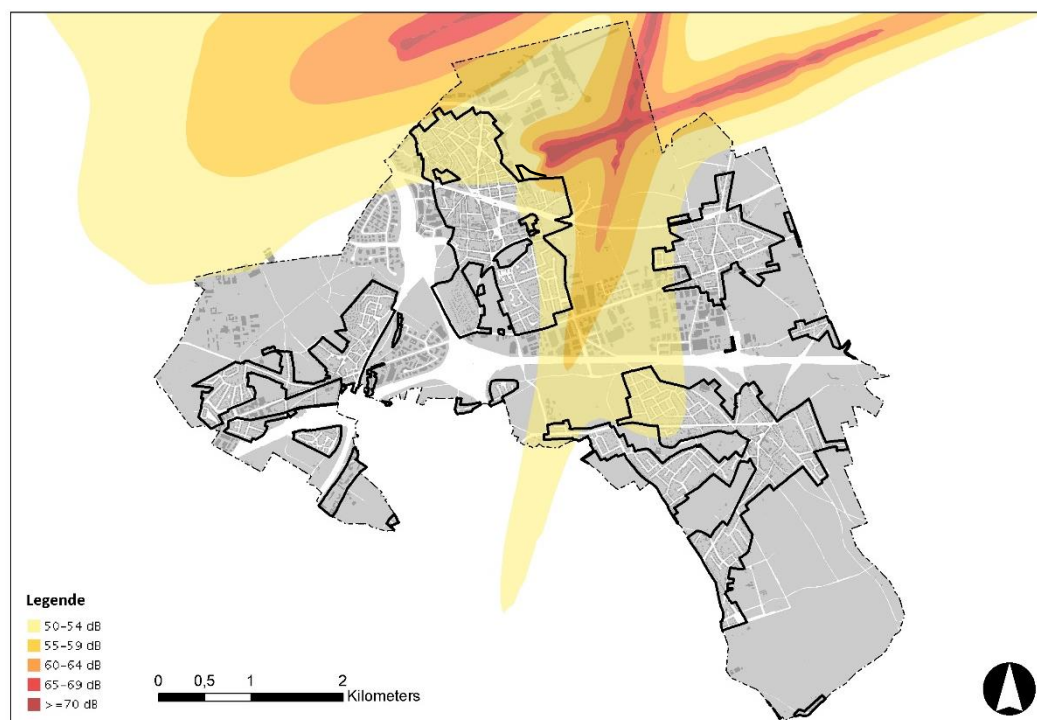 Legende
50-54 dB
55-59 dB
60-64 dB
65-69 dB
>=70 dB
0 0,5 1 2
Kilometers